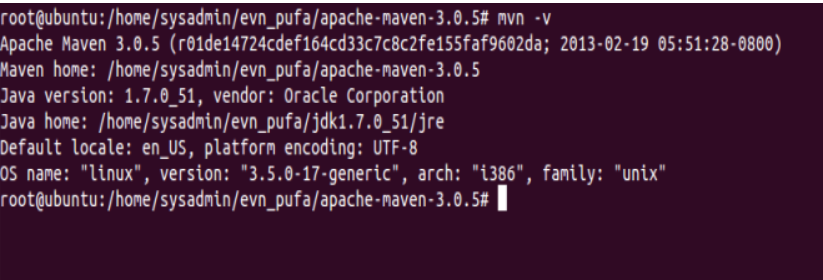 root@ubuntu:/home/sysadmin/evn_pufa/apache-maven-3.0.5# mvn -v
Apache Maven 3.0.5 (r01de14724cdef164cd33c7c8c2fe155faf9602da; 2013-02-19 05:51:28-0800)
Maven home: /home/sysadmin/evn_pufa/apache-maven-3.0.5
Java version: 1.7.0_51, vendor: Oracle Corporation
Java home: /home/sysadmin/evn_pufa/jdk1.7.0_51/jre
Default locale: en_US, platform encoding: UTF-8
OS name: "linux", version: "3.5.0-17-generic", arch: "i386", family: "unix"
root@ubuntu:/home/sysadmin/evn_pufa/apache-maven-3.0.5#